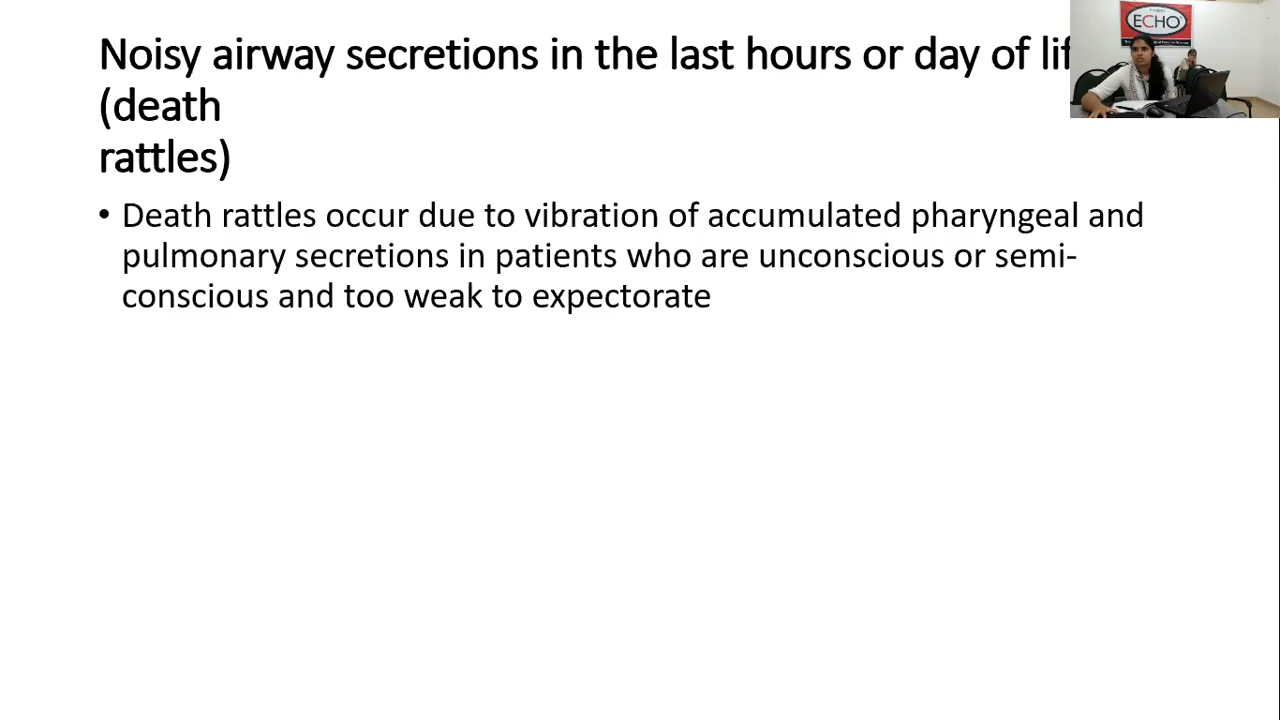 Noisy airway secretions in the last hours or day of lif
(death
rattles)
• Death rattles occur due to vibration of accumulated pharyngeal and
pulmonary secretions in patients who are unconscious or semi-
conscious and too weak to expectorate
ECHO